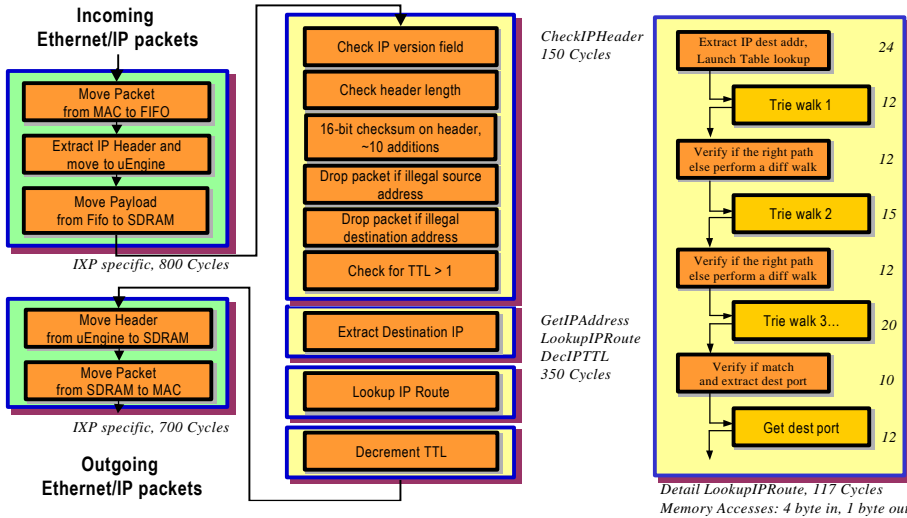 Incoming
Ethernet/IP packets
Move Packet
from MAC to FIFO
Extract IP Header and
move to uEngine
Move Payload
from Fifo to SDRAM
IXP specific, 800 Cycles
Move Header
from uEngine to SDRAM
Move Packet
from SDRAM to MAC
IXP specific, 700 Cycles
Outgoing
Ethernet/IP packets
Check IP version field
Check header length
16-bit checksum on header,
~10 additions
Drop packet if illegal source
address
Drop packet if illegal
destination address
Check for TTL > 1
Extract Destination IP
Lookup IP Route
Decrement TTL
CheckIPHeader
150 Cycles
GetIPAddress
LookupIPRoute
DecIPTTL
350 Cycles
Extract IP dest addr,
Launch Table lookup
24
Trie walk 1
12
Verify if the right path
else perform a diff walk
12
Trie walk 2
15
Verify if the right path
else perform a diff walk
12
Trie walk 3...
20
Verify if match
and extract dest port
10
Get dest port
12
Detail LookupIPRoute, 117 Cycles
Memory Accesses: 4 byte in, 1 byte out